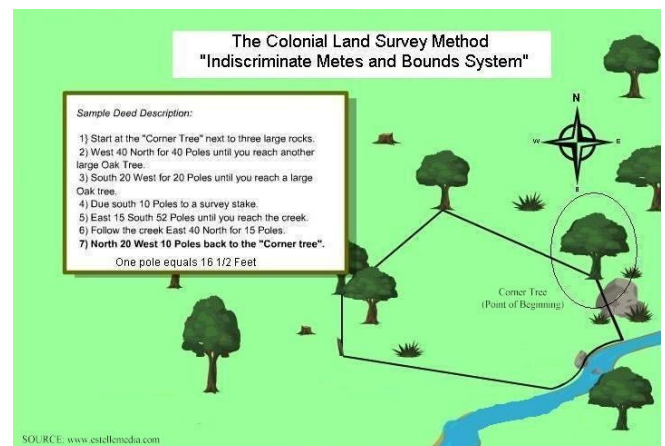 The Colonial Land Survey Method
"Indiscriminate Metes and Bounds System"
Sample Deed Description:
1} Start at the "Corner Tree" next to three large rocks.
2) West 40 North for 40 Poles until you reach another
large Oak Tree.
3) South 20 West for 20 Poles until you reach a large
Oak tree.
4) Due south 10 Poles to a survey stake.
5) East 15 South 52 Poles until you reach the creek.
6) Follow the creek East 40 North for 15 Poles.
7) North 20 West 10 Poles back to the "Corner tree".
One pole equals 16 1/2 Feet
N
W
E
Corner Tree
(Point of Beginning)
SOURCE: www.estellemedia.com